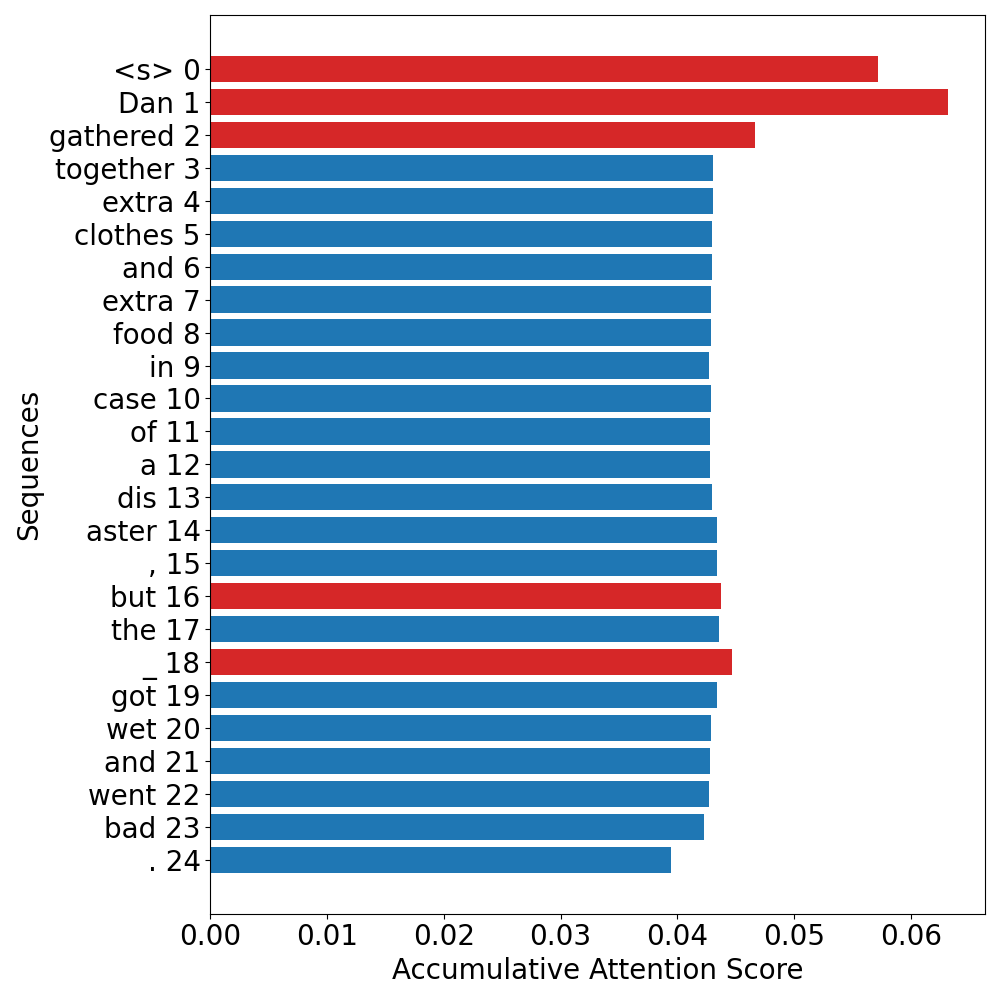 <s> 0
Dan 1
gathered 2
together 3
extra 4
clothes 5
and 6
extra 7
food 8
in 9
case 10
of 11
a 12
dis 13
aster 14
, 15
but 16
the 17
_ 18
got 19
wet 20
and 21
went 22
bad 23
. 24
Sequences
0.00 0.01 0.02 0.03 0.04 0.05 0.06
Accumulative Attention Score